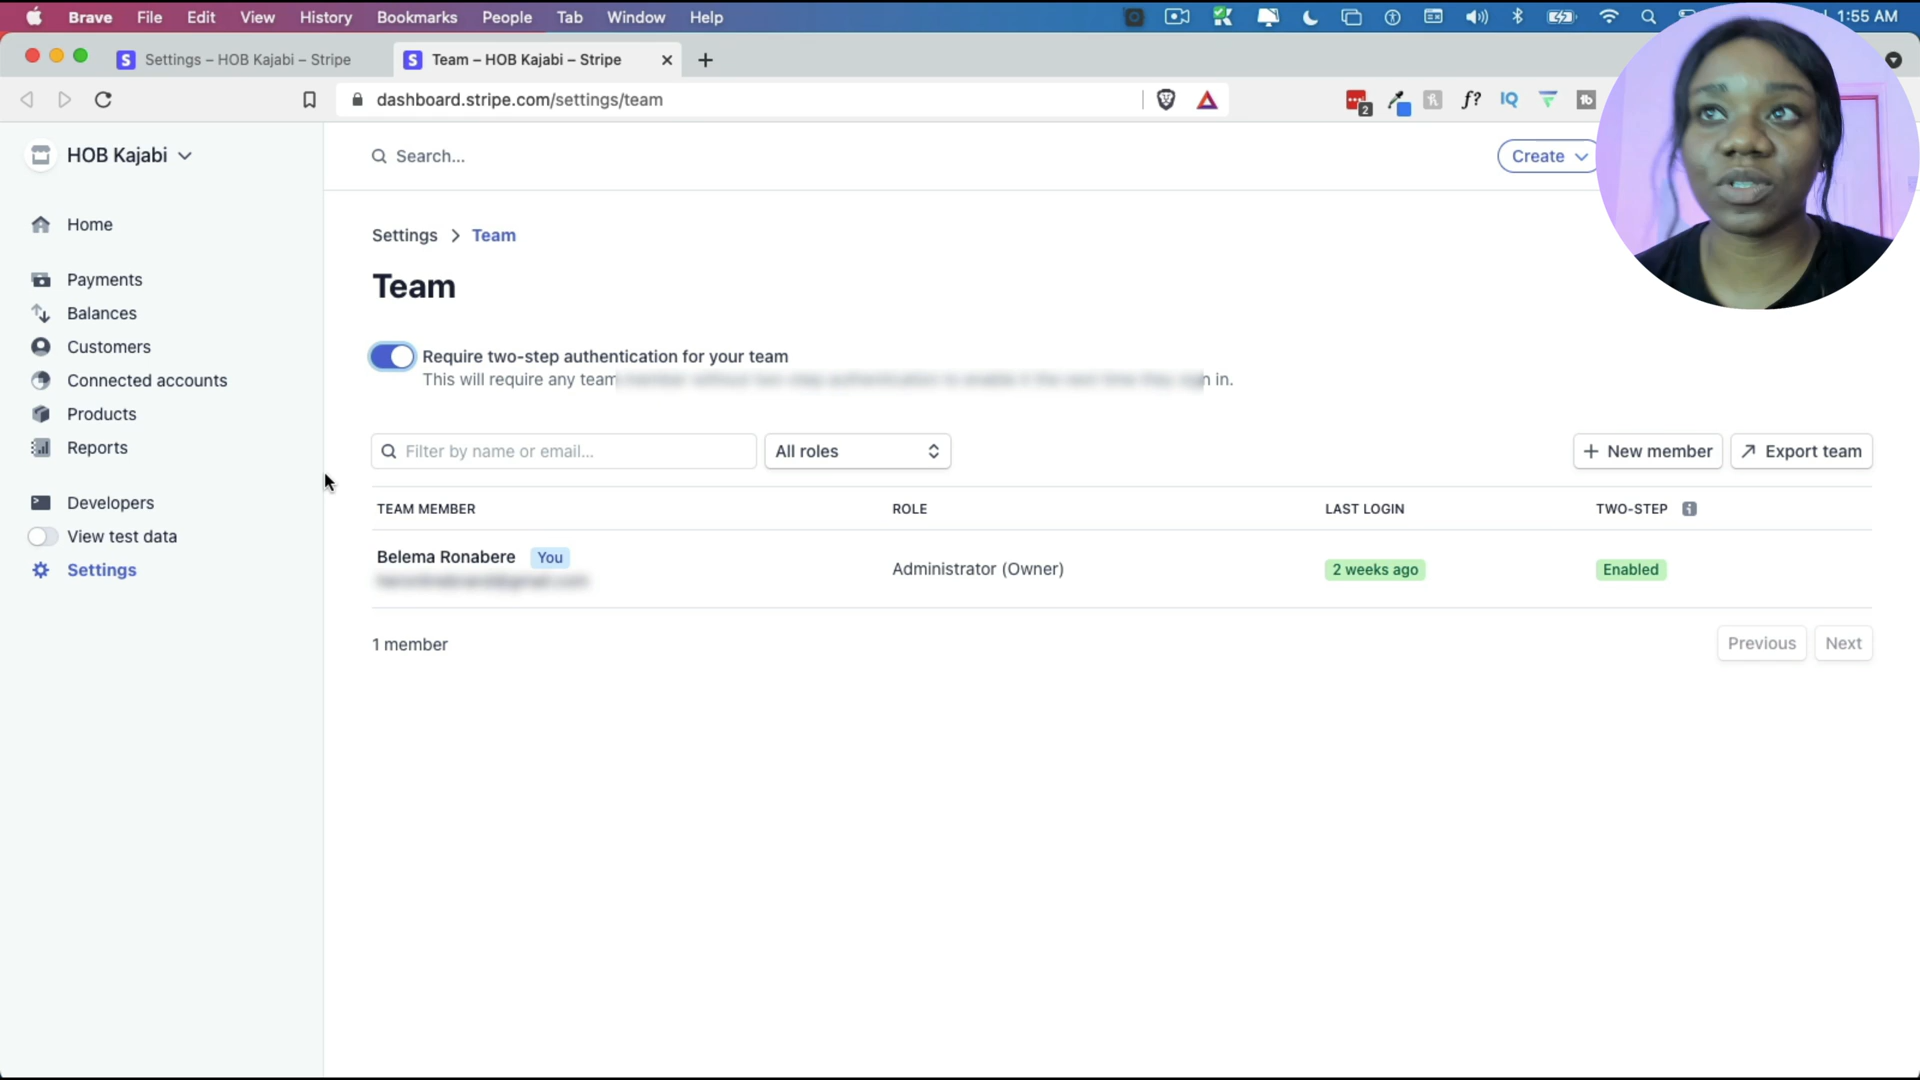 Brave File Edit View History Bookmarks People Tab Window Help 1:55 AM
Settings – HOB Kajabi – Stripe Team – HOB Kajabi – Stripe
dashboard.stripe.com/settings/team 2 f? IQ tb
HOB Kajabi
Search...
Create
Home
Payments
Balances
Customers
Connected accounts
Products
Reports
Developers
View test data
Settings
Settings > Team
Team
Require two-step authentication for your team
This will require any team in.
Filter by name or email... All roles + New member Export team
TEAM MEMBER ROLE LAST LOGIN TWO-STEP
Belema Ronabere You
Administrator (Owner) 2 weeks ago Enabled
1 member Previous Next